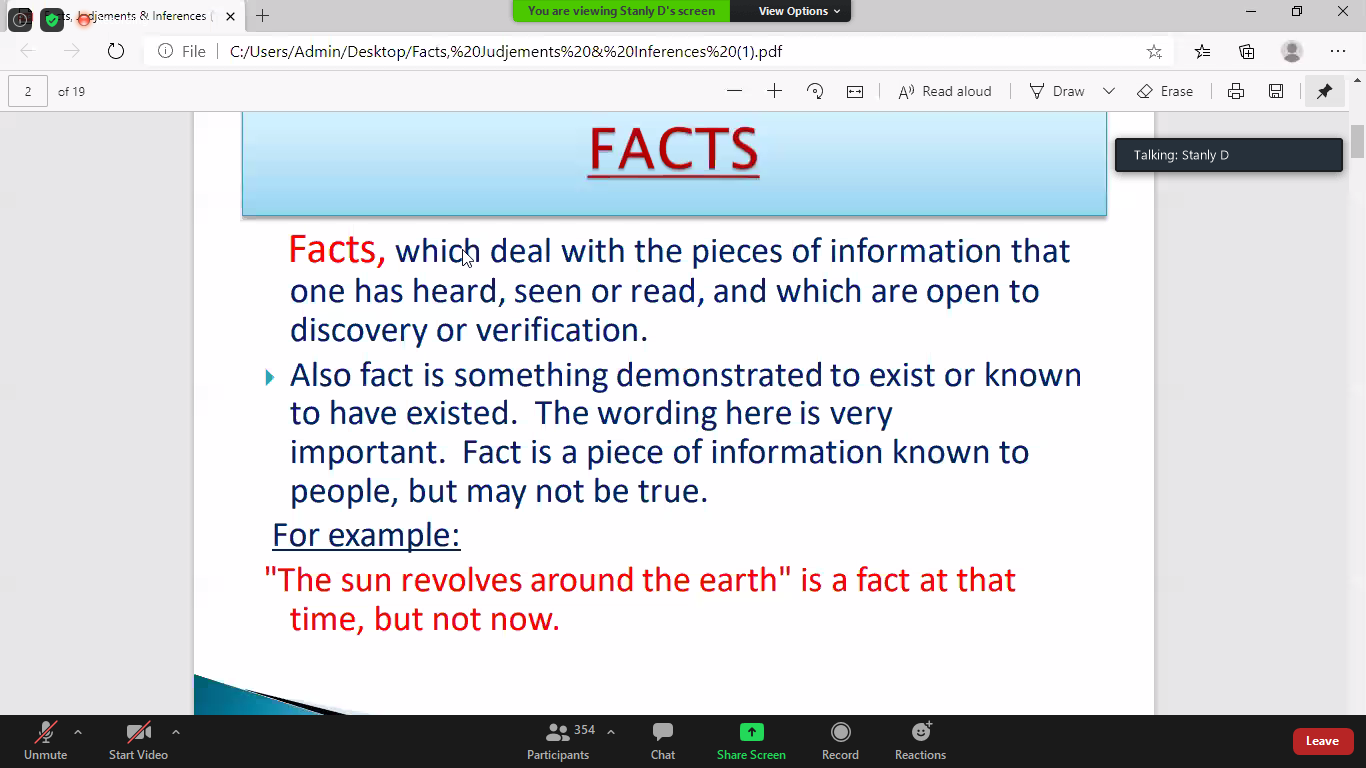 Facts, Judjements & Inferences (
You are viewing Stanly D's screen
View Options
File
C:/Users/Admin/Desktop/Facts,%20Judjements%20&%20Inferences%20(1).pdf
2 of 19
Read aloud
Draw
Erase
Talking: Stanly D
FACTS
Facts, which deal with the pieces of information that
one has heard, seen or read, and which are open to
discovery or verification.
Also fact is something demonstrated to exist or known
to have existed. The wording here is very
important. Fact is a piece of information known to
people, but may not be true.
For example:
"The sun revolves around the earth" is a fact at that
time, but not now.
Unmute
Start Video
354
Participants
Chat
Share Screen
Record
Reactions
Leave